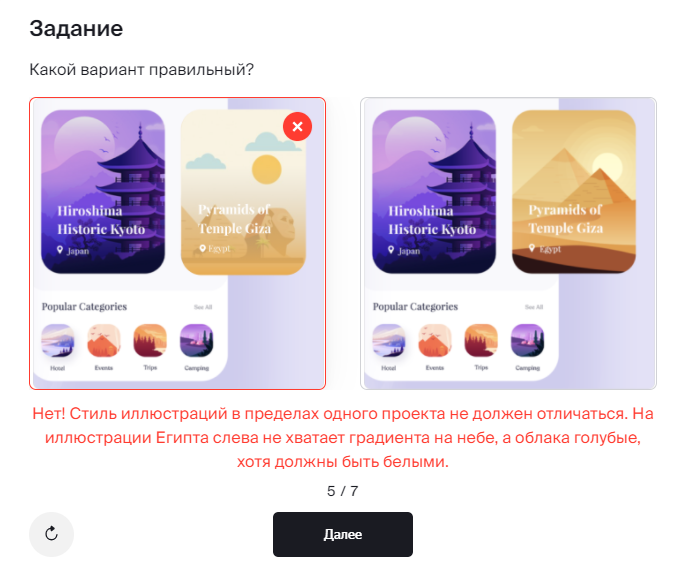 Задание
Какой вариант правильный?
Hiroshima
Historic Kyoto
Japan
Pyramids of
Temple Giza
Egypt
Popular Categories
See All
Hotel
Events
Trips
Camping
Hiroshima
Historic Kyoto
Japan
Pyramids of
Temple Giza
Egypt
Popular Categories
See All
Hotel
Events
Trips
Camping
Нет! Стиль иллюстраций в пределах одного проекта не должен отличаться. На
иллюстрации Египта слева не хватает градиента на небе, а облака голубые,
хотя должны быть белыми.
5 / 7
Далее